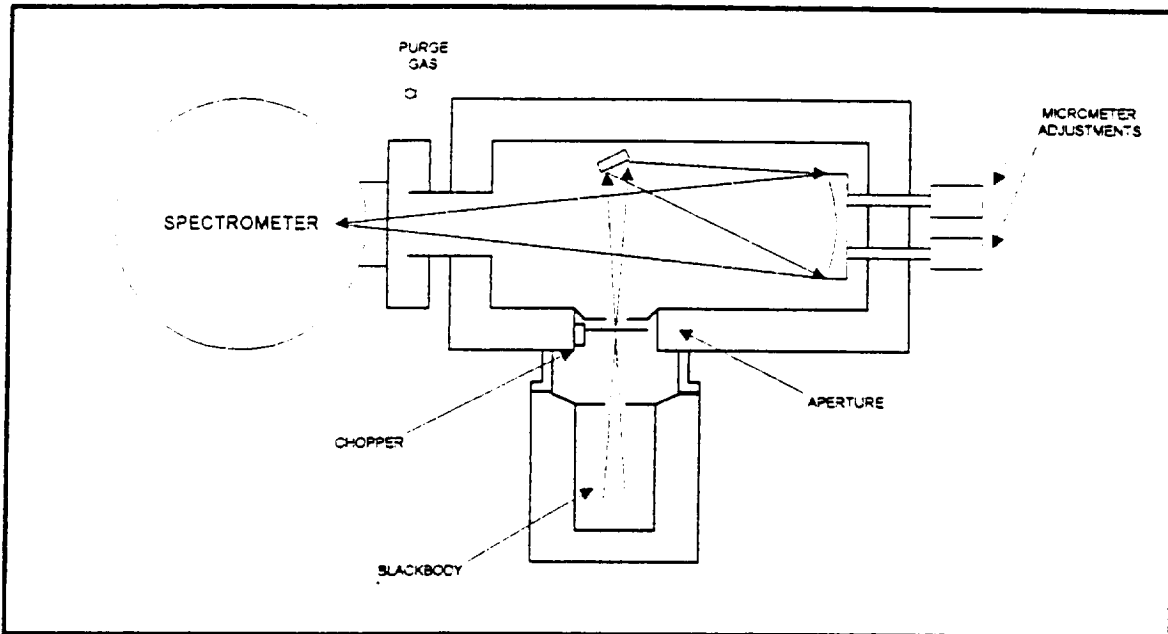 PURGE
GAS
MICROMETER
ADJUSTMENTS
SPECTROMETER
APERTURE
CHOPPER
BLACKBODY